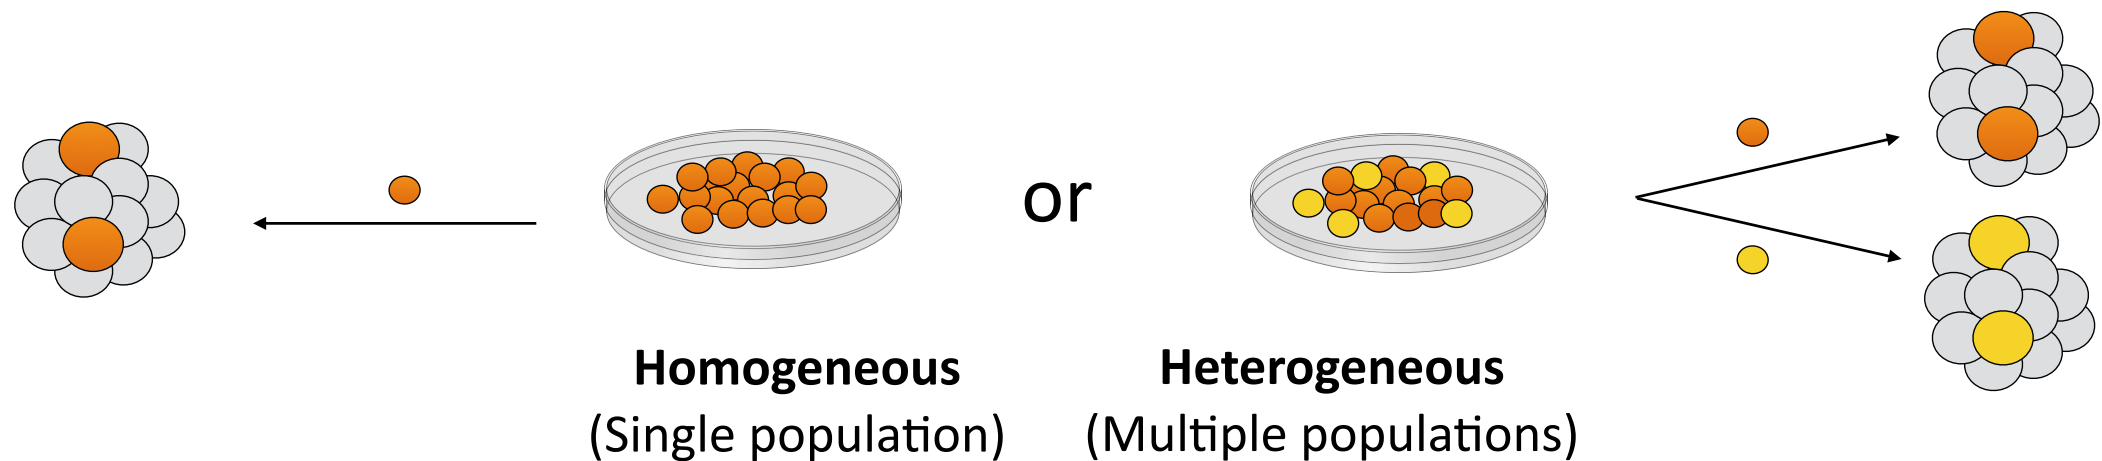 or
Homogeneous
(Single population)
Heterogeneous
(Multiple populations)